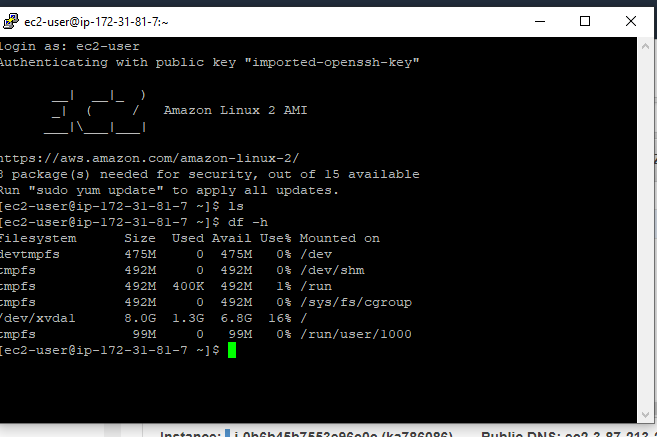 ec2-user@ip-172-31-81-7:~
login as: ec2-user
Authenticating with public key "imported-openssh-key"
__|  __|_  )
_|  (     /   Amazon Linux 2 AMI
___|\___|___|
https://aws.amazon.com/amazon-linux-2/
package(s) needed for security, out of 15 available
Run "sudo yum update" to apply all updates.
[ec2-user@ip-172-31-81-7 ~]$ ls
[ec2-user@ip-172-31-81-7 ~]$ df -h
Filesystem      Size  Used Avail Use% Mounted on
devtmpfs        475M     0  475M   0% /dev
tmpfs           492M     0  492M   0% /dev/shm
tmpfs           492M  400K  492M   1% /run
tmpfs           492M     0  492M   0% /sys/fs/cgroup
/dev/xvda1      8.0G  1.3G  6.8G  16% /
tmpfs            99M     0   99M   0% /run/user/1000
[ec2-user@ip-172-31-81-7 ~]$
Instance: Public DNS: